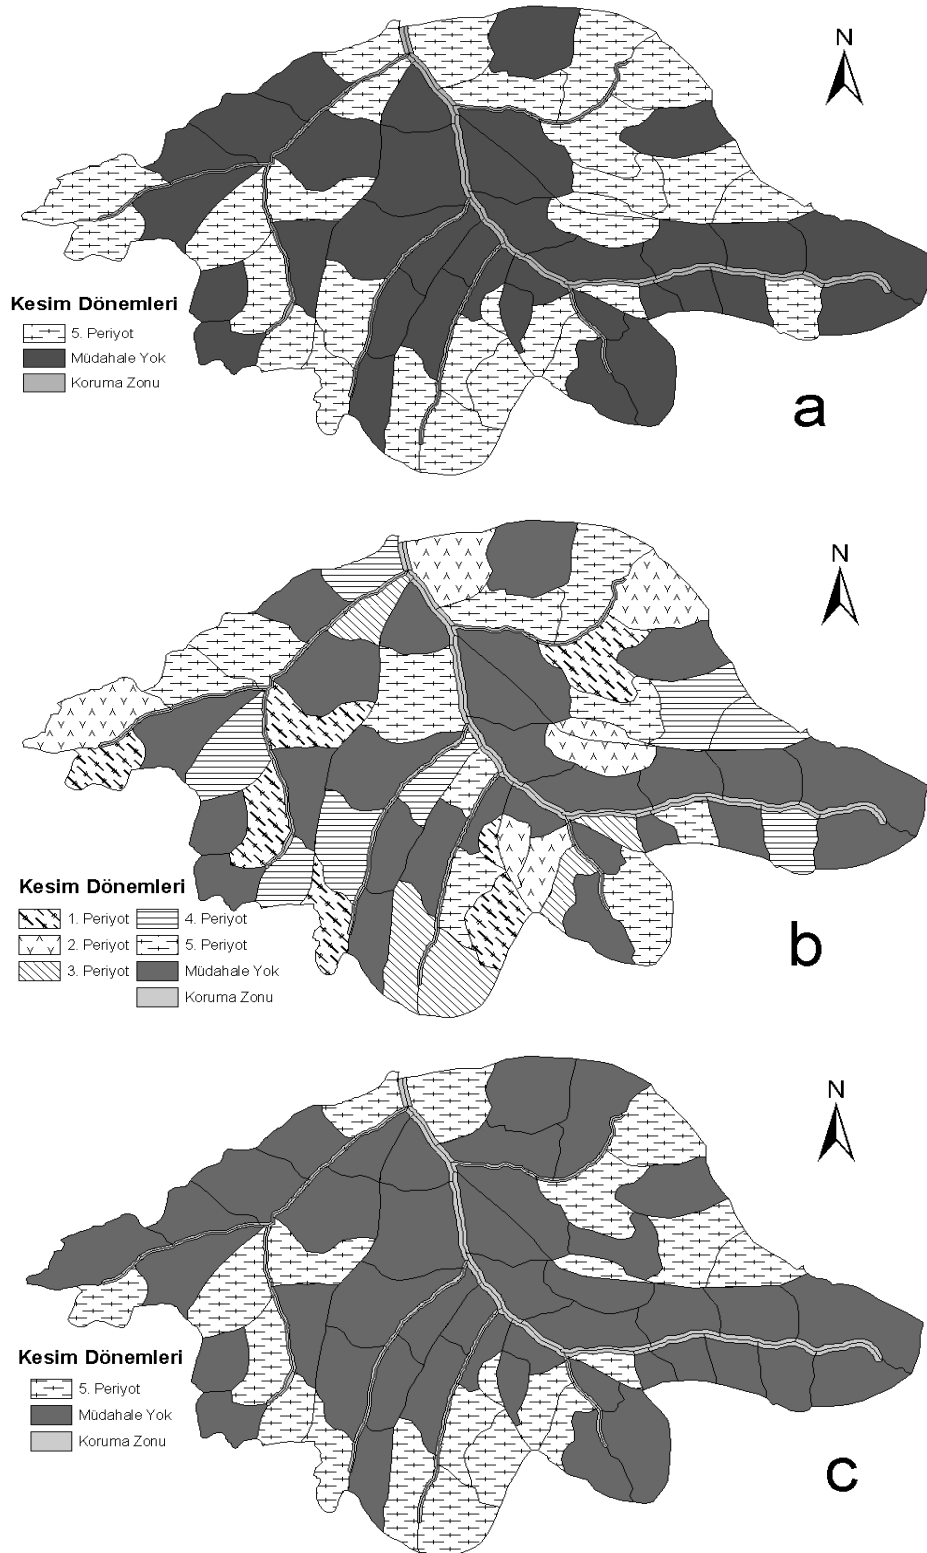 N
Kesim Dönemleri
5. Periyot
Müdahale Yok
Koruma Zonu
a
N
Kesim Dönemleri
1. Periyot 4. Periyot
2. Periyot 5. Periyot
3. Periyot Müdahale Yok
Koruma Zonu
b
N
Kesim Dönemleri
5. Periyot
Müdahale Yok
Koruma Zonu
c